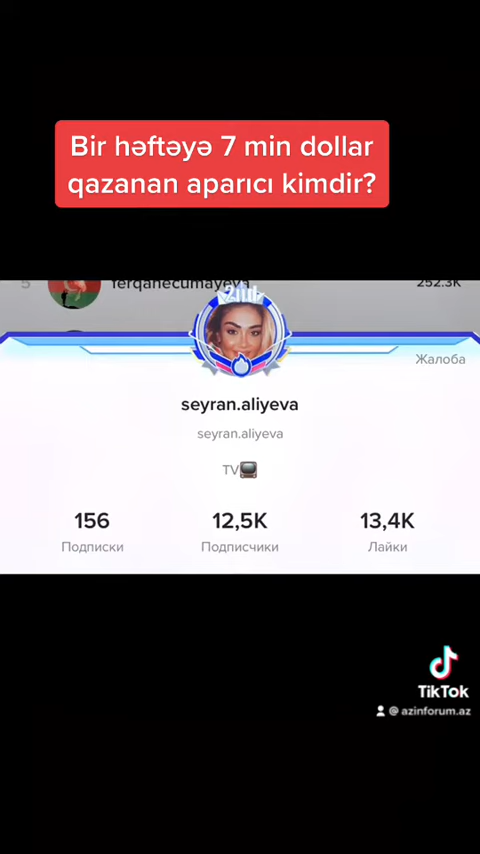 Bir həftəyə 7 min dollar
qazanan aparıcı kimdir?
5 ferqanecumayeva 252.3K
Жалоба
seyran.aliyeva
seyran.aliyeva
TV
156 12,5K 13,4K
Подписки Подписчики Лайки
TikTok
@ azinforum.az